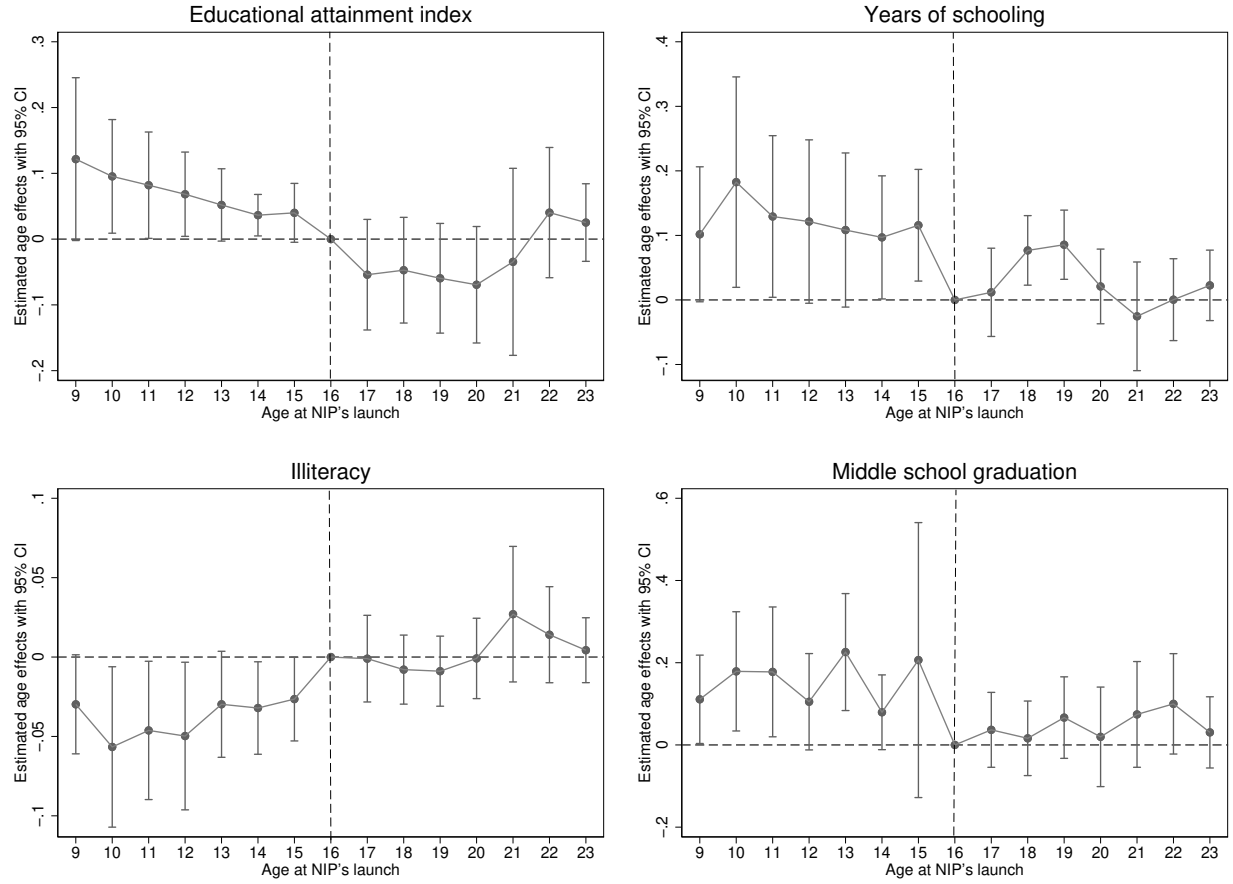 Educational attainment index
Estimated age effects with 95% CI
.3
.2
.1
0
-.1
-.2
9 10 11 12 13 14 15 16 17 18 19 20 21 22 23
Age at NIP's launch
Years of schooling
Estimated age effects with 95% CI
.4
.3
.2
.1
0
-.1
9 10 11 12 13 14 15 16 17 18 19 20 21 22 23
Age at NIP's launch
Illiteracy
Estimated age effects with 95% CI
.1
.05
0
-.05
-.1
9 10 11 12 13 14 15 16 17 18 19 20 21 22 23
Age at NIP's launch
Middle school graduation
Estimated age effects with 95% CI
.6
.4
.2
0
-.2
9 10 11 12 13 14 15 16 17 18 19 20 21 22 23
Age at NIP's launch